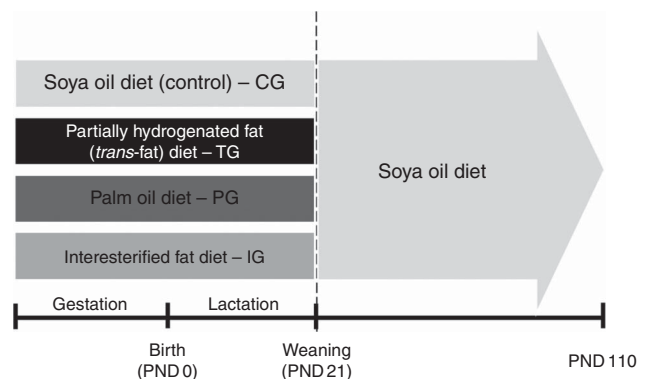 Soya oil diet (control) – CG
Partially hydrogenated fat
(trans-fat) diet – TG
Palm oil diet – PG
Interesterified fat diet – IG
Soya oil diet
Gestation
Lactation
Birth
(PND 0)
Weaning
(PND 21)
PND 110